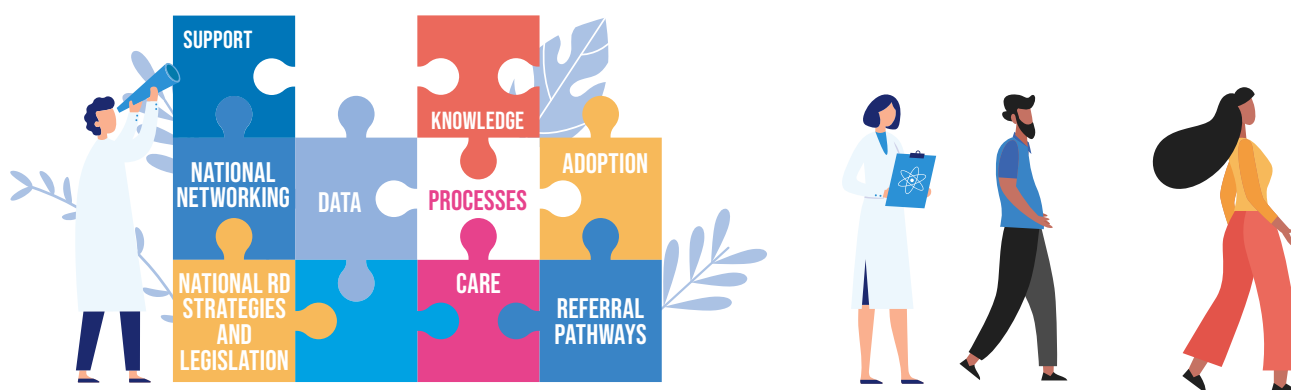 SUPPORT
KNOWLEDGE
NATIONAL
NETWORKING
DATA
PROCESSES
ADOPTION
NATIONAL RD
STRATEGIES
AND
LEGISLATION
CARE
REFERRAL
PATHWAYS